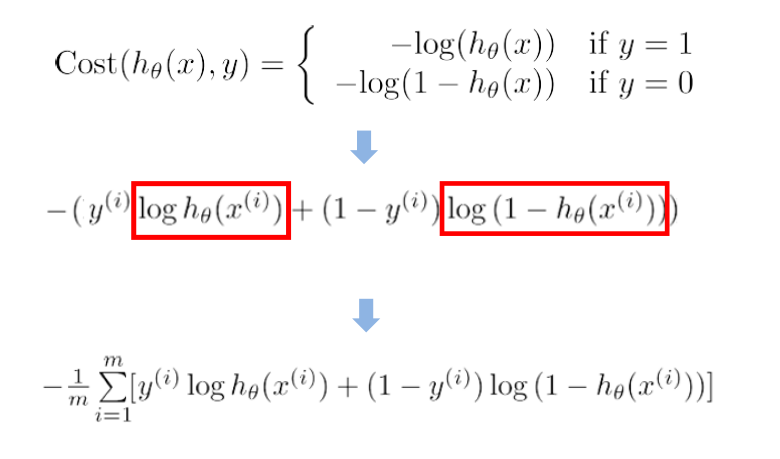 Cost(hθ(x), y) = { −log(hθ(x)) if y = 1
−log(1 − hθ(x)) if y = 0
−( y⁽ⁱ⁾ log hθ(x⁽ⁱ⁾) + (1 − y⁽ⁱ⁾) log (1 − hθ(x⁽ⁱ⁾)))
−1/m ∑ᵢ₌₁ᵐ [y⁽ⁱ⁾ log hθ(x⁽ⁱ⁾) + (1 − y⁽ⁱ⁾) log (1 − hθ(x⁽ⁱ⁾))]